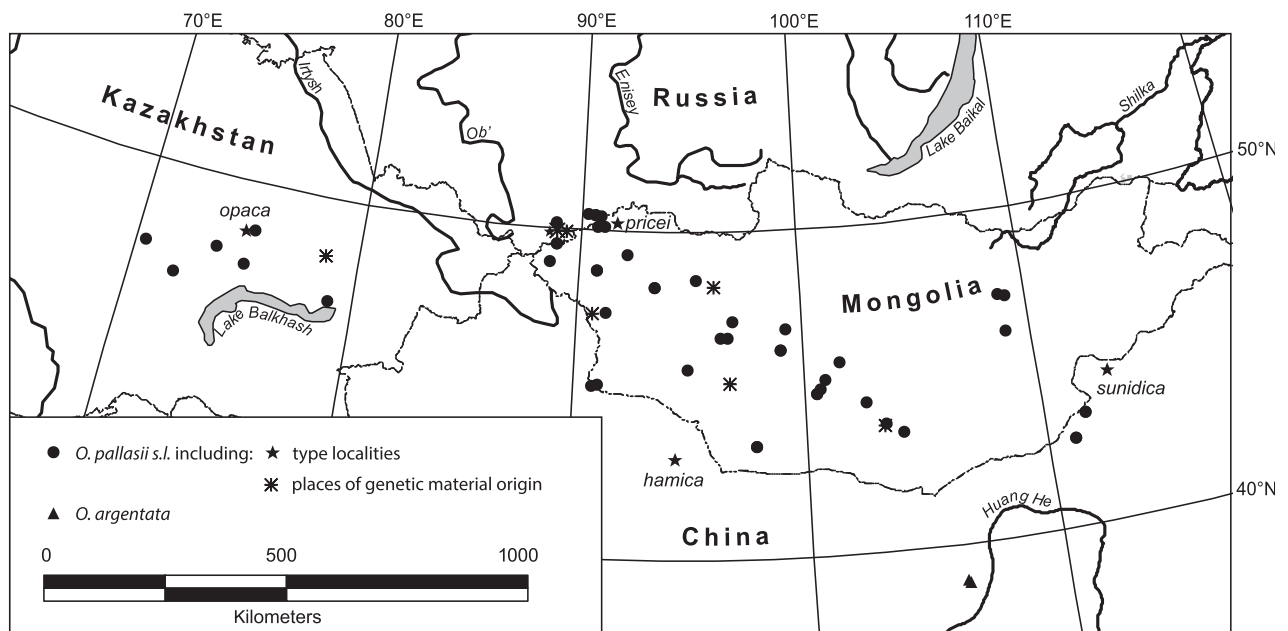 70°E 80°E 90°E 100°E 110°E
Irtysh
Enisey
Russia
Kazakhstan
Ob'
Lake Baikal
Shilka
50°N
opaca
pricei
Mongolia
Lake Balkhash
sunidica
O. pallasii s.l. including: type localities
hamica
places of genetic material origin
40°N
Huang He
O. argentata
China
0 500 1000
Kilometers